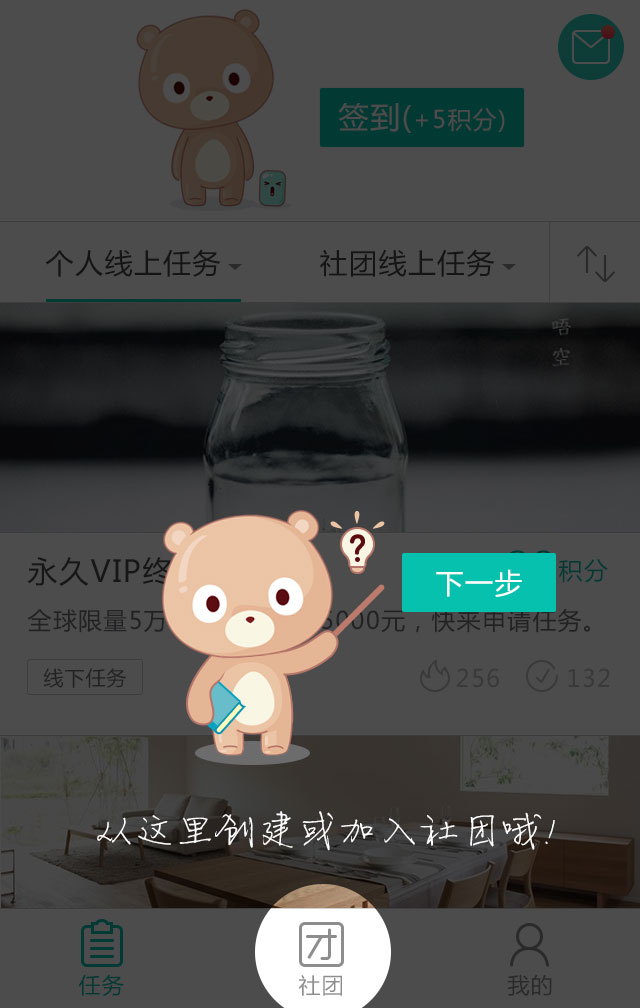 签到(+5积分)
个人线上任务
社团线上任务
唔
空
永久VIP终
积分
下一步
全球限量5万
5000元，快来申请任务。
线下任务
256
132
从这里创建或加入社团哦!
任务
社团
我的